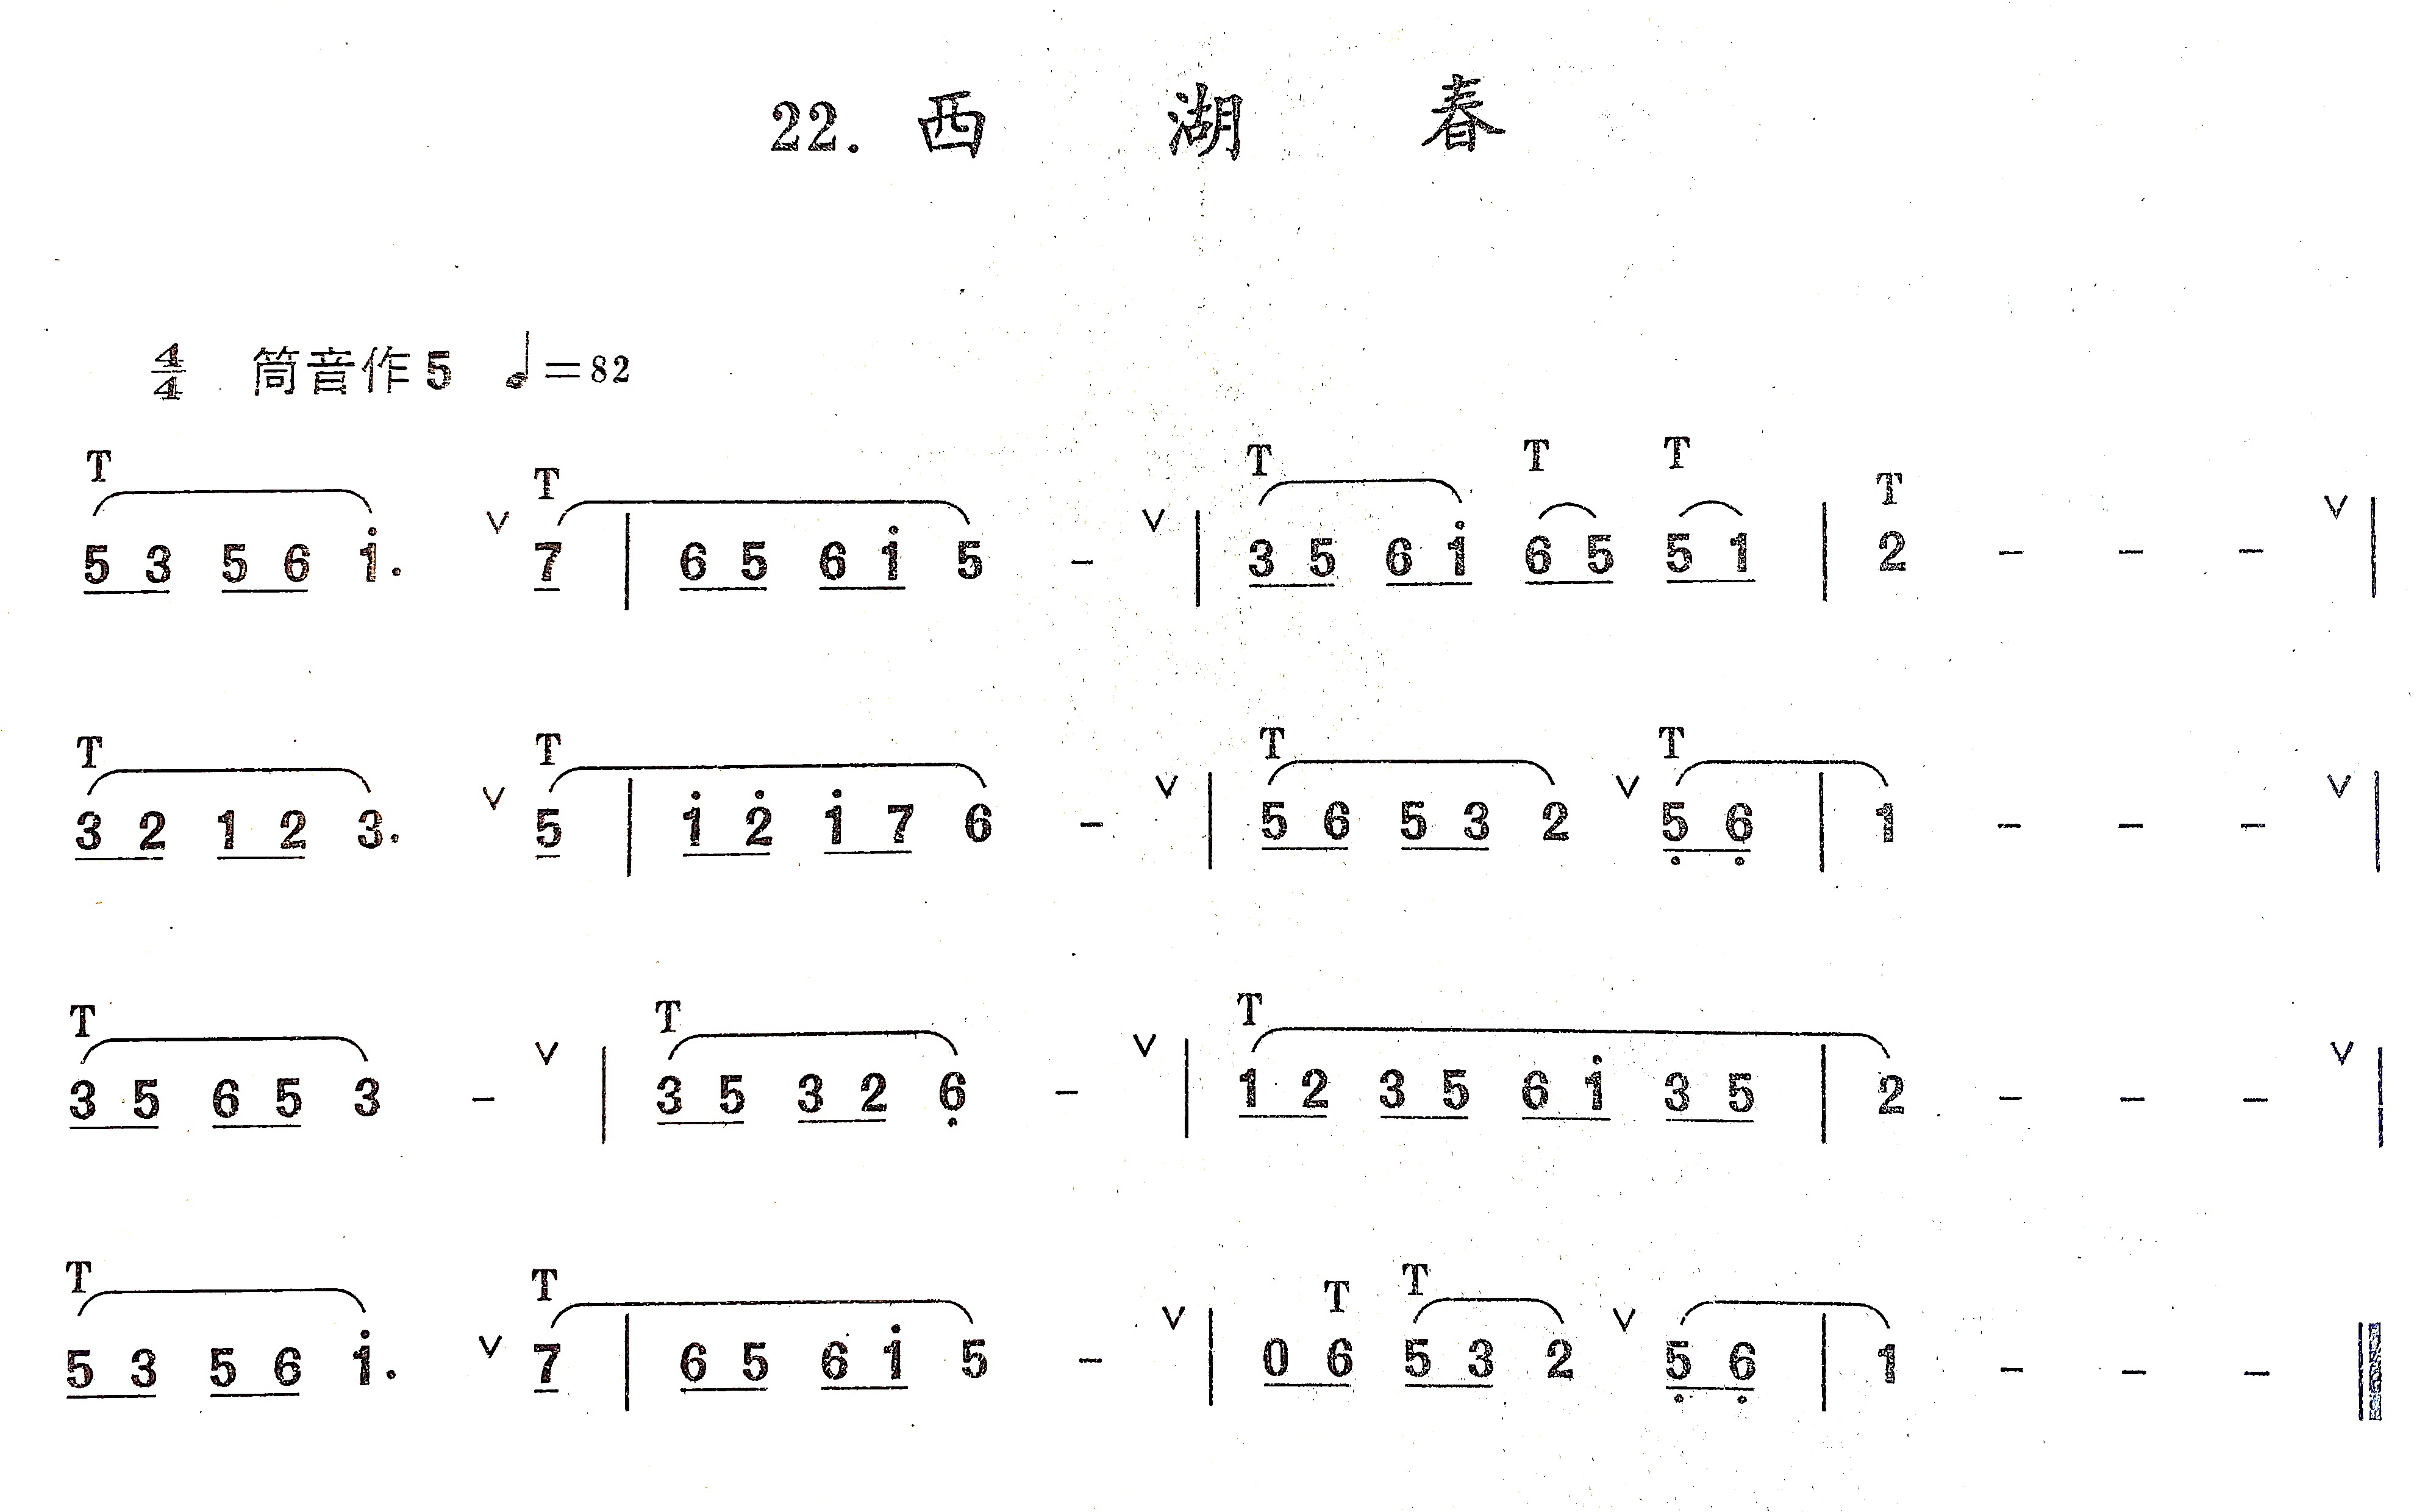 22. 西 湖 春
4/4 筒音作5 ♩=82
T T T T T T
5 3 5 6 i̇. ∨ 7 | 6 5 6 i̇ 5 - ∨ | 3 5 6 i̇ 6 5 5 1 | 2 - - - ∨ |
T T T T
3 2 1 2 3. ∨ 5 | i̇ 2̇ i̇ 7 6 - ∨ | 5 6 5 3 2 ∨ 5̣ 6̣ | 1 - - - ∨ |
T T T
3 5 6 5 3 - ∨ | 3 5 3 2 6̣ - ∨ | 1 2 3 5 6 i̇ 3 5 | 2 - - - ∨ |
T T T T
5 3 5 6 i̇. ∨ 7 | 6 5 6 i̇ 5 - ∨ | 0 6 5 3 2 ∨ 5̣ 6̣ | 1 - - - ‖